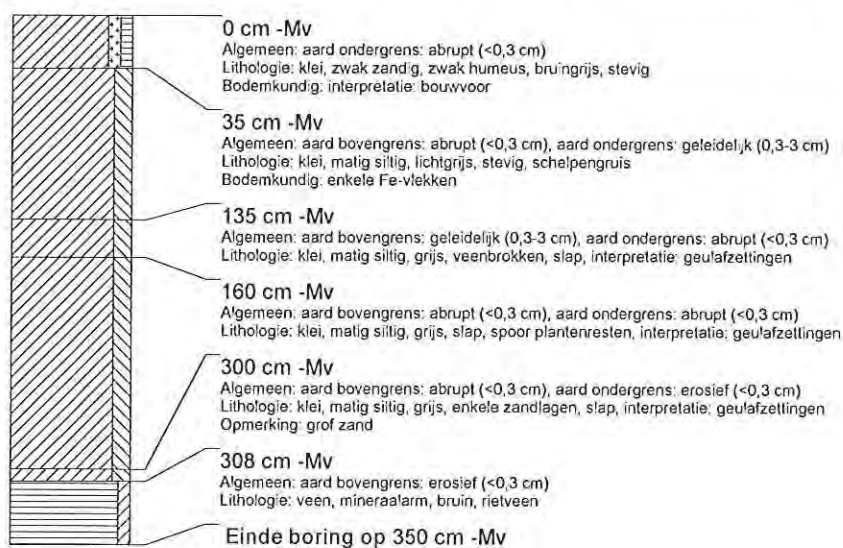 0 cm -Mv
Algemeen: aard ondergrens: abrupt (<0,3 cm)
Lithologie: klei, zwak zandig, zwak humeus, bruingrijs, stevig
Bodemkundig: interpretatie: bouwvoor
35 cm -Mv
Algemeen: aard bovengrens: abrupt (<0,3 cm), aard ondergrens: geleidelijk (0,3-3 cm)
Lithologie: klei, matig siltig, lichtgrijs, stevig, schelpengruis
Bodemkundig: enkele Fe-vlekken
135 cm -Mv
Algemeen: aard bovengrens: geleidelijk (0,3-3 cm), aard ondergrens: abrupt (<0,3 cm)
Lithologie: klei, matig siltig, grijs, veenbrokken, slap, interpretatie: geulafzettingen
160 cm -Mv
Algemeen: aard bovengrens: abrupt (<0,3 cm), aard ondergrens: abrupt (<0,3 cm)
Lithologie: klei, matig siltig, grijs, slap, spoor plantenresten, interpretatie: geulafzettingen
300 cm -Mv
Algemeen: aard bovengrens: abrupt (<0,3 cm), aard ondergrens: erosief (<0,3 cm)
Lithologie: klei, matig siltig, grijs, enkele zandlagen, slap, interpretatie: geulafzettingen
Opmerking: grof zand
308 cm -Mv
Algemeen: aard bovengrens: erosief (<0,3 cm)
Lithologie: veen, mineraalarm, bruin, rietveen
Einde boring op 350 cm -Mv